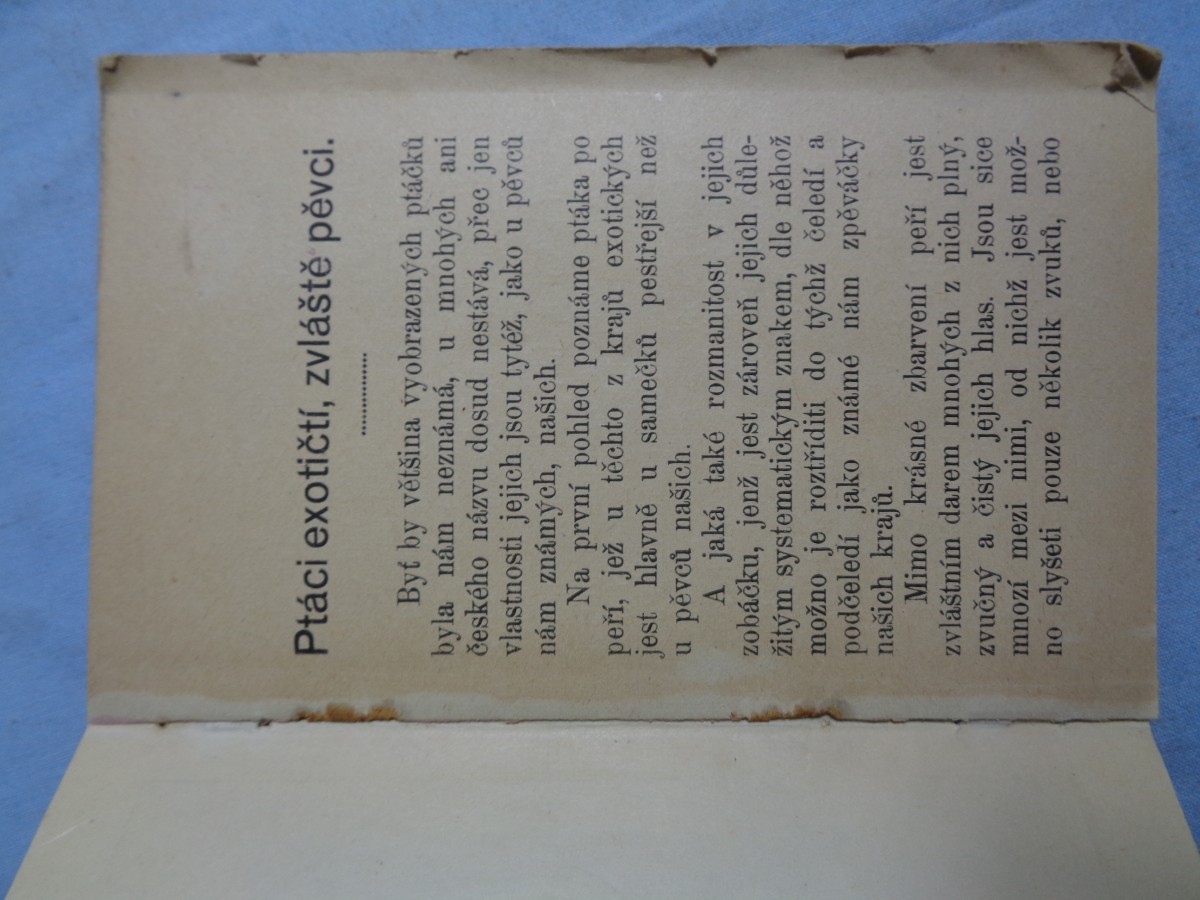 Ptáci exotičtí, zvláště pěvci.
Byť by většina vyobrazených ptáčků
byla nám neznámá, u mnohých ani
českého názvu dosud nestává, přec jen
vlastnosti jejich jsou tytéž, jako u pěvců
nám známých, našich.
Na první pohled poznáme ptáka po
peří, jež u těchto z krajů exotických
jest hlavně u samečků pestřejší než
u pěvců našich.
A jaká také rozmanitost v jejich
zobáčku, jenž jest zároveň jejich důle-
žitým systematickým znakem, dle něhož
možno je roztříditi do týchž čeledí a
podčeledí jako známé nám zpěváčky
našich krajů.
Mimo krásné zbarvení peří jest
zvláštním darem mnohých z nich plný,
zvučný a čistý jejich hlas. Jsou sice
mnozí mezi nimi, od nichž jest mož-
no slyšeti pouze několik zvuků, nebo